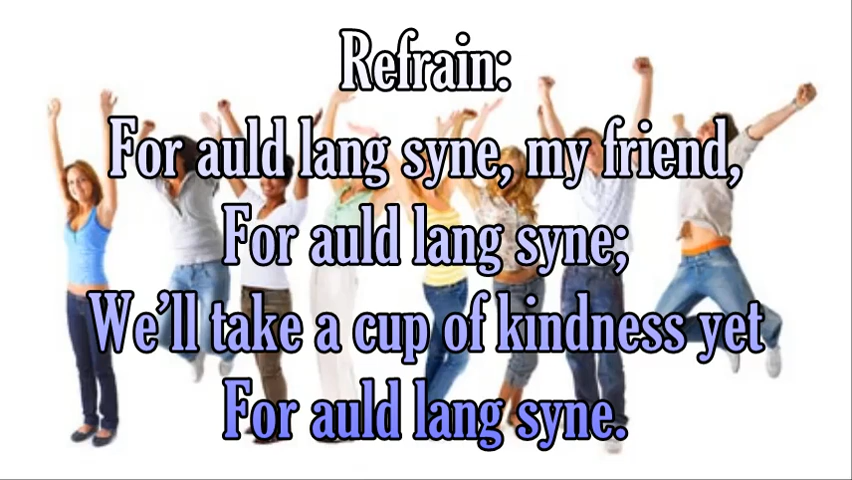 Refrain:
For auld lang syne, my friend,
For auld lang syne;
We'll take a cup of kindness yet
For auld lang syne.